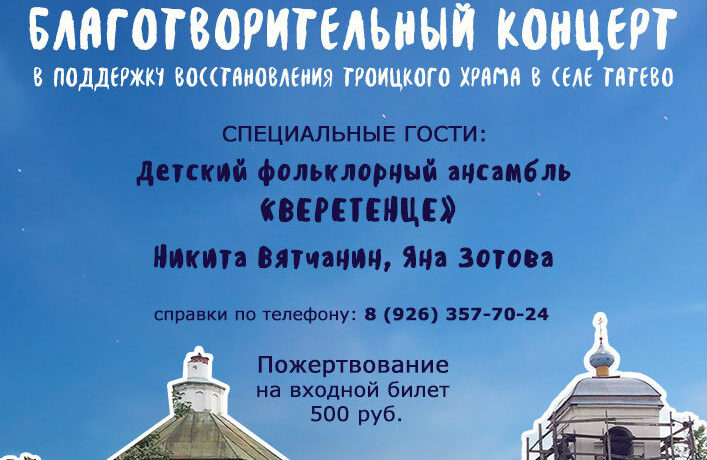 БЛАГОТВОРИТЕЛЬНЫЙ КОНЦЕРТ
В ПОДДЕРЖКУ ВОССТАНОВЛЕНИЯ ТРОИЦКОГО ХРАМА В СЕЛЕ ТАТЕВО
СПЕЦИАЛЬНЫЕ ГОСТИ:
Детский фольклорный ансамбль
«ВЕРЕТЕНЦЕ»
Никита Вятчанин, Яна Зотова
справки по телефону: 8 (926) 357-70-24
Пожертвование
на входной билет
500 руб.